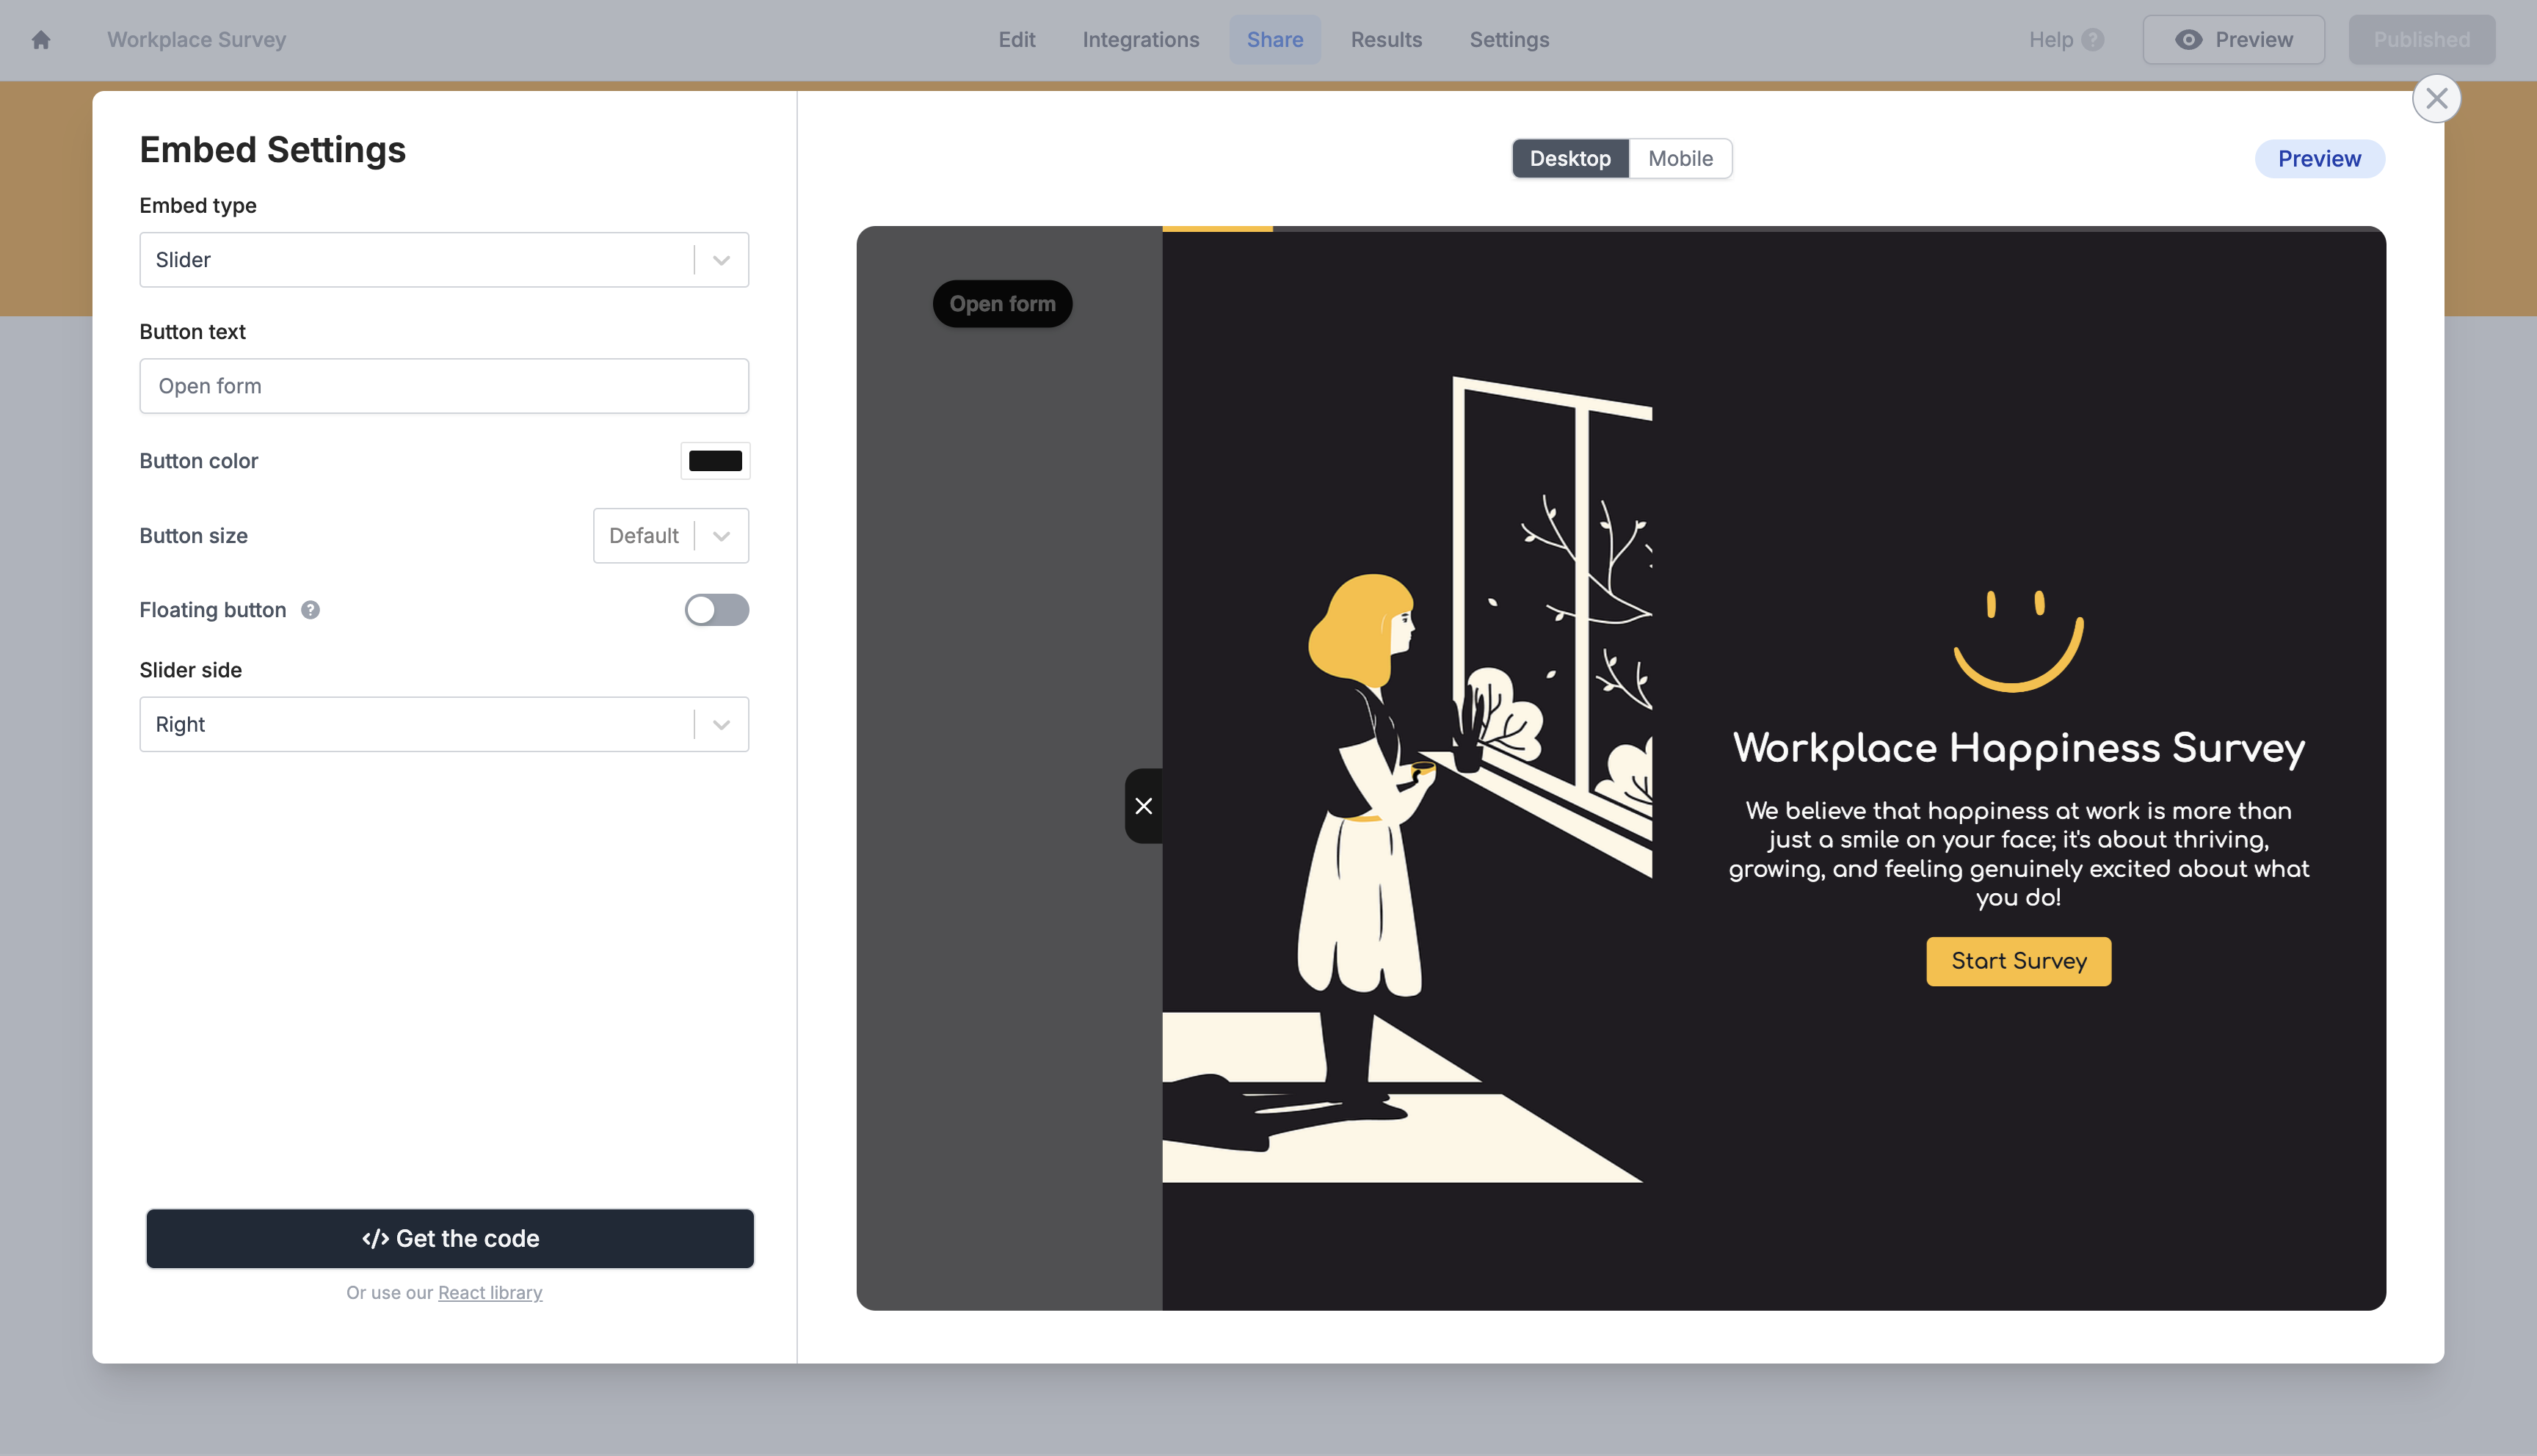 Workplace Survey
Edit
Integrations
Share
Results
Settings
Help ?
Preview
Published
Embed Settings
Embed type
Slider
Button text
Open form
Button color
Button size
Default
Floating button ?
Slider side
Right
</> Get the code
Or use our React library
Desktop
Mobile
Preview
Open form
Workplace Happiness Survey
We believe that happiness at work is more than
just a smile on your face; it's about thriving,
growing, and feeling genuinely excited about what
you do!
Start Survey